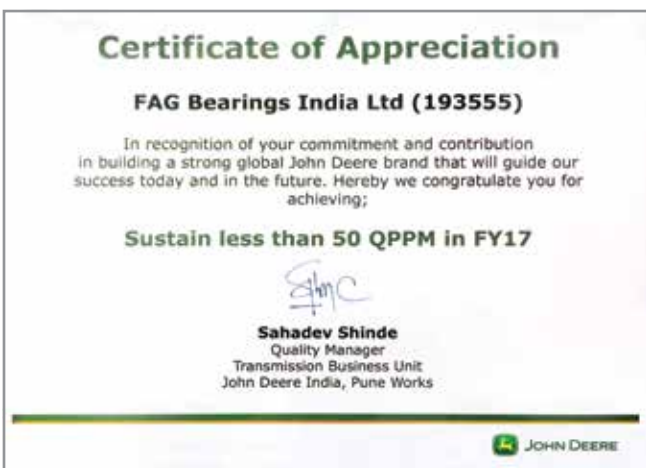 Certificate of Appreciation
FAG Bearings India Ltd (193555)
In recognition of your commitment and contribution
in building a strong global John Deere brand that will guide our
success today and in the future. Hereby we congratulate you for
achieving;
Sustain less than 50 QPPM in FY17
Sahadev Shinde
Quality Manager
Transmission Business Unit
John Deere India, Pune Works
JOHN DEERE